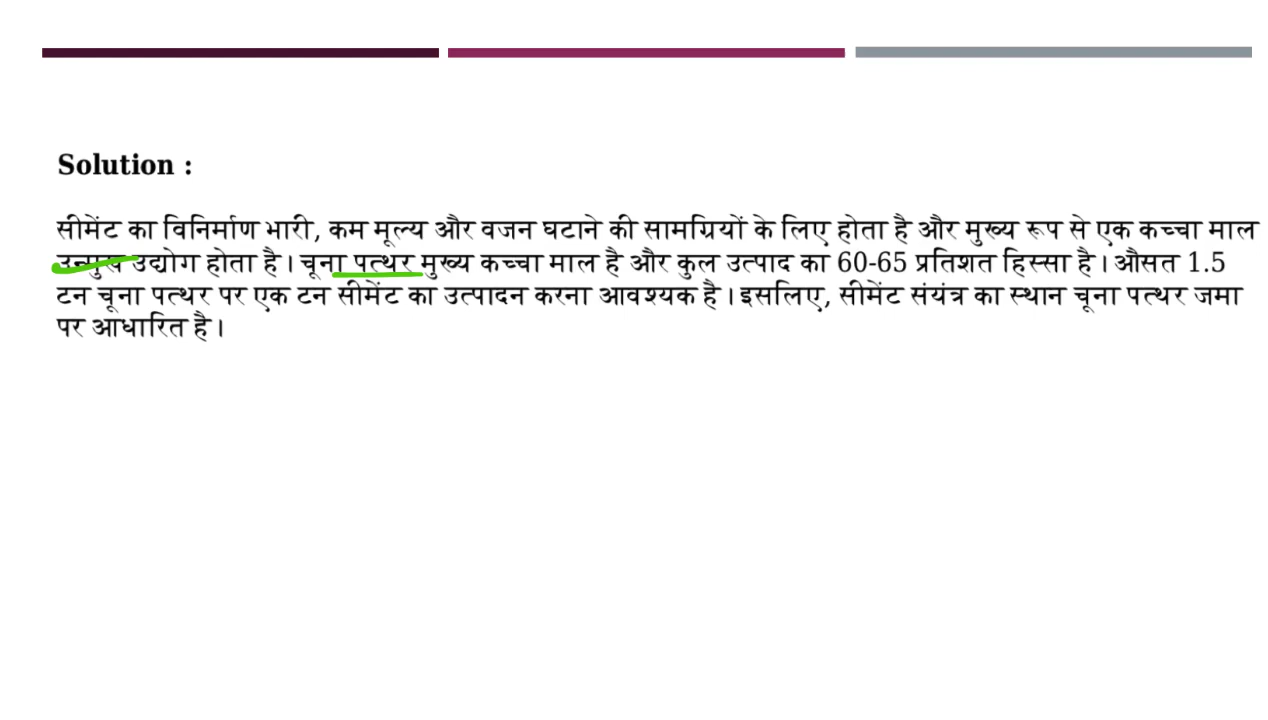 Solution :
सीमेंट का विनिर्माण भारी, कम मूल्य और वजन घटाने की सामग्रियों के लिए होता है और मुख्य रूप से एक कच्चा माल
उन्मुख उद्योग होता है। चूना पत्थर मुख्य कच्चा माल है और कुल उत्पाद का 60-65 प्रतिशत हिस्सा है। औसत 1.5
टन चूना पत्थर पर एक टन सीमेंट का उत्पादन करना आवश्यक है। इसलिए, सीमेंट संयंत्र का स्थान चूना पत्थर जमा
पर आधारित है।